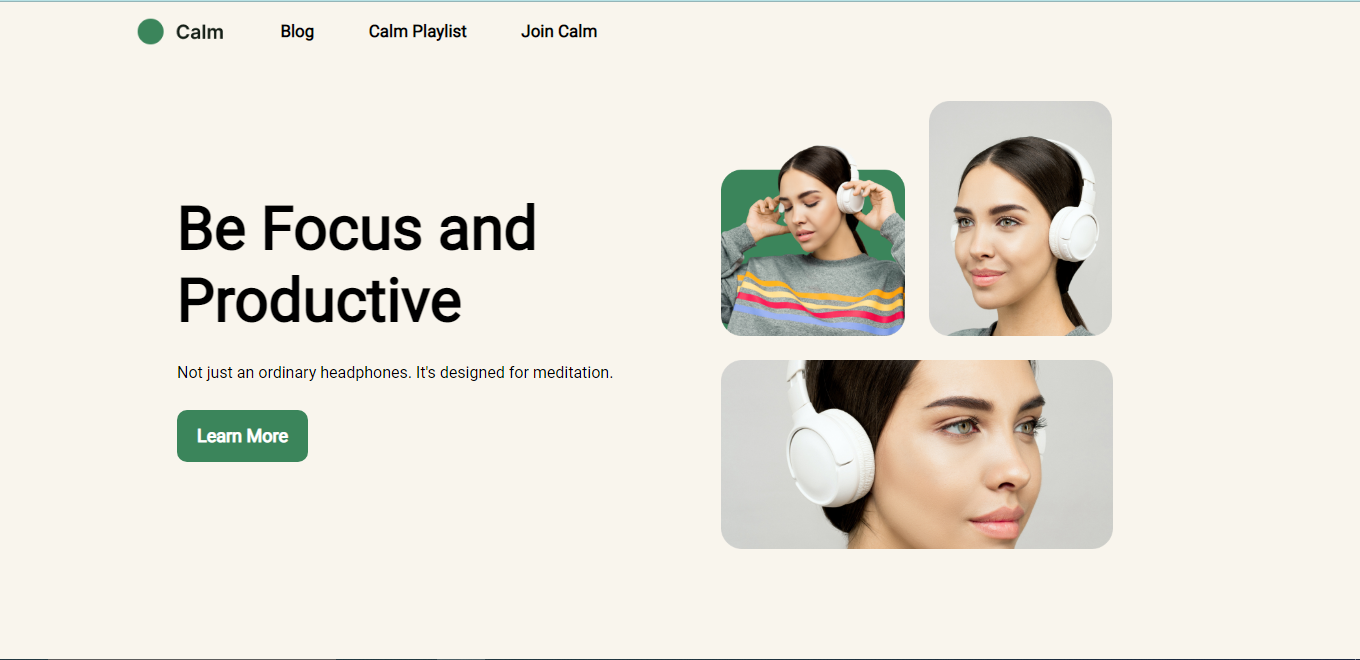 Calm Blog Calm Playlist Join Calm
Be Focus and
Productive
Not just an ordinary headphones. It's designed for meditation.
Learn More